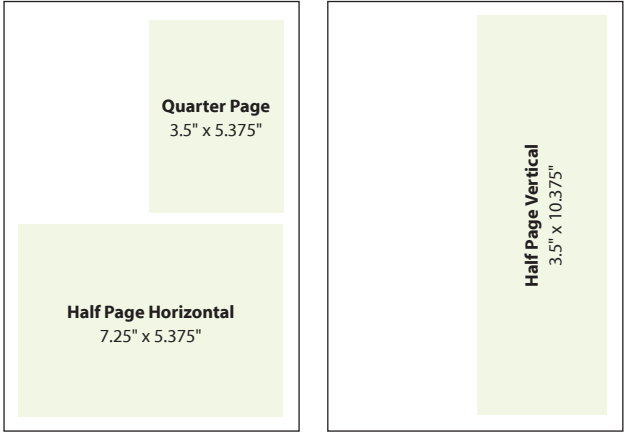 Quarter Page
3.5" x 5.375"
Half Page Horizontal
7.25" x 5.375"
Half Page Vertical
3.5" x 10.375"